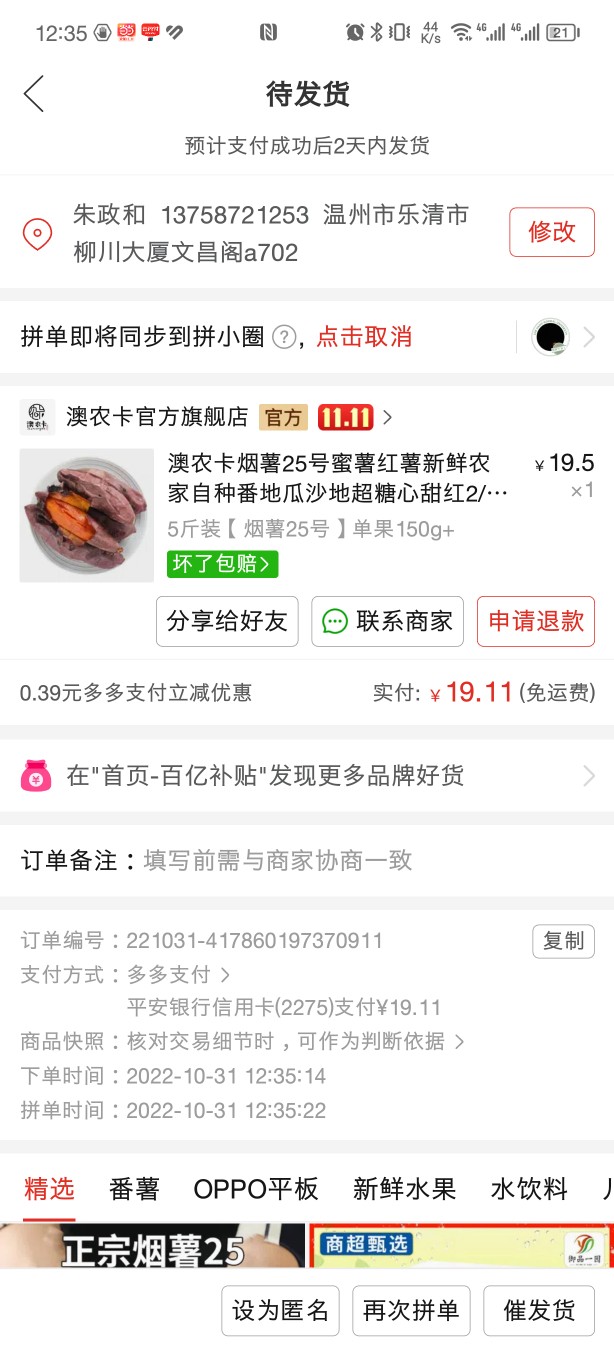 12:35
44
K/s
4G
4G
21
待发货
预计支付成功后2天内发货
朱政和 13758721253 温州市乐清市
柳川大厦文昌阁a702
修改
拼单即将同步到拼小圈?,点击取消
澳农卡官方旗舰店 官方 11.11
澳农卡烟薯25号蜜薯红薯新鲜农
¥19.5
家自种番地瓜沙地超糖心甜红2/…
×1
5斤装【烟薯25号】单果150g+
坏了包赔
分享给好友
联系商家
申请退款
0.39元多多支付立减优惠
实付: ¥19.11 (免运费)
在"首页-百亿补贴"发现更多品牌好货
订单备注：填写前需与商家协商一致
订单编号：221031-417860197370911
复制
支付方式：多多支付
平安银行信用卡(2275)支付¥19.11
商品快照：核对交易细节时，可作为判断依据
下单时间：2022-10-31 12:35:14
拼单时间：2022-10-31 12:35:22
精选 番薯 OPPO平板 新鲜水果 水饮料
正宗烟薯25
商超甄选
御品一园
设为匿名
再次拼单
催发货